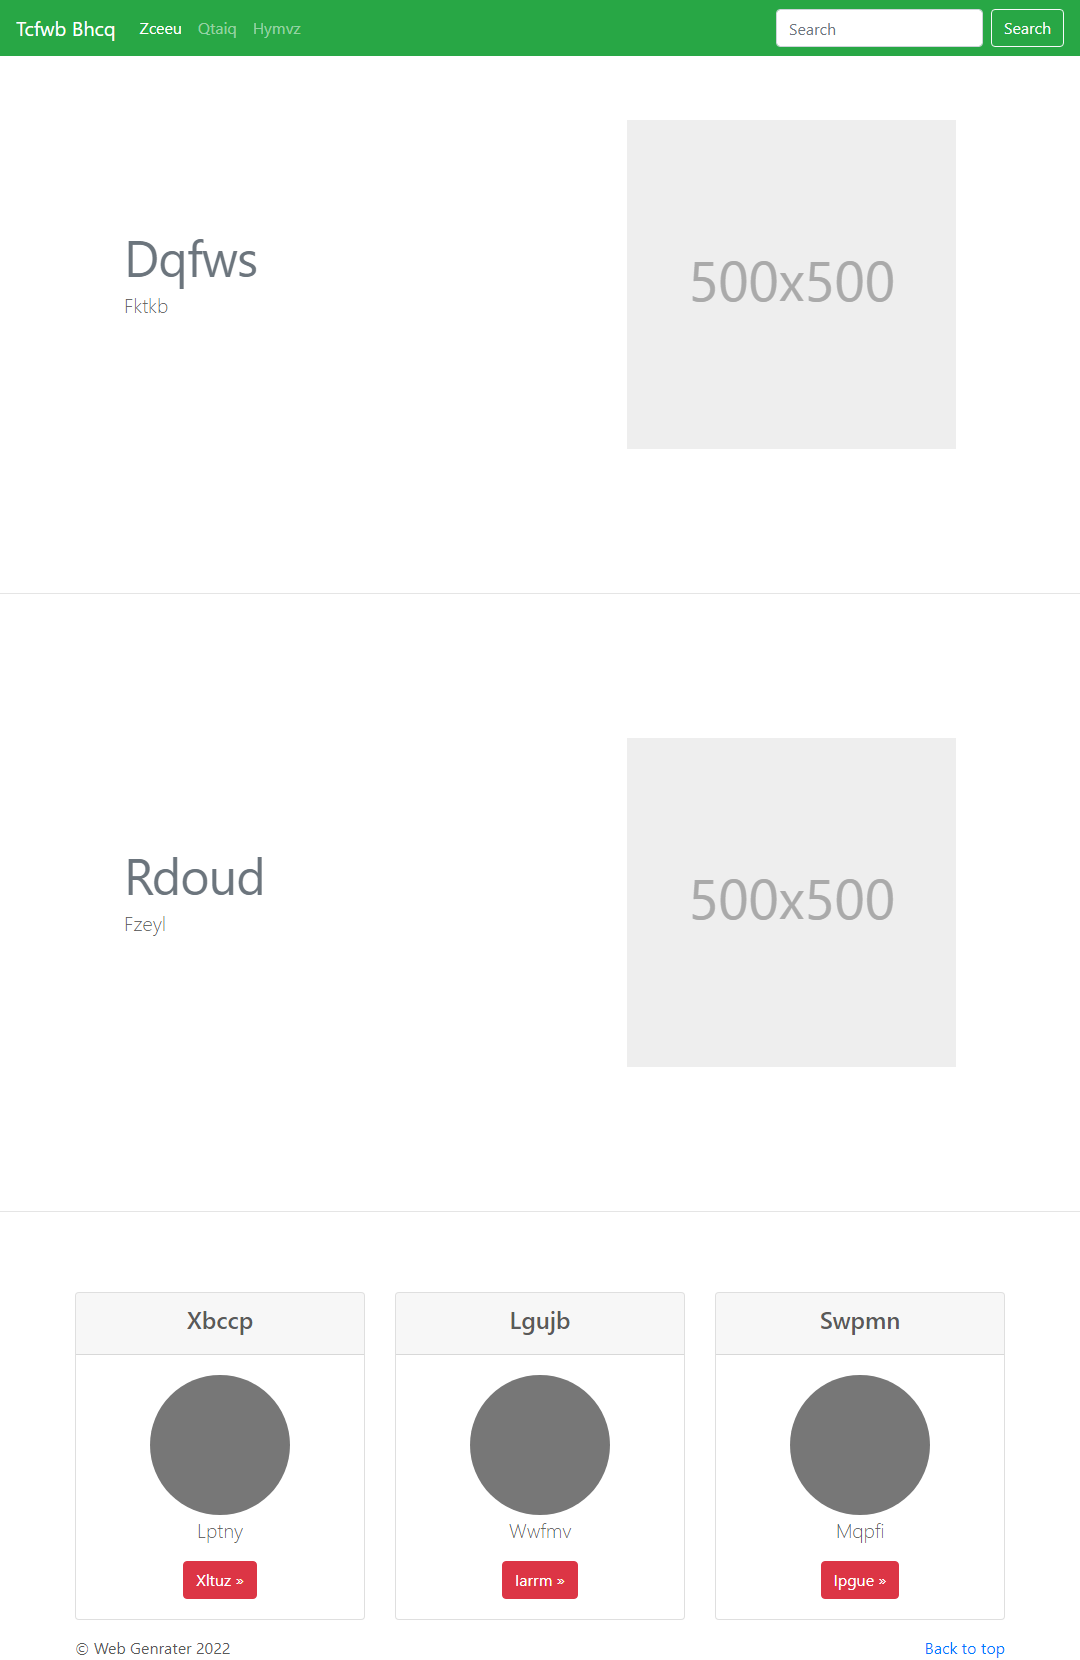 Tcfwb Bhcq Zceeu Qtaiq Hymvz Search Search
Dqfws
Fktkb
500x500
Rdoud
Fzeyl
500x500
Xbccp
Lptny
Xltuz »
Lgujb
Wwfmv
Iarrm »
Swpmn
Mqpfi
Ipgue »
© Web Genrater 2022
Back to top